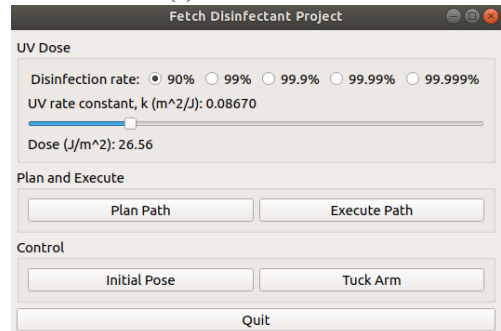 Fetch Disinfectant Project
UV Dose
Disinfection rate: 90% 99% 99.9% 99.99% 99.999%
UV rate constant, k (m^2/J): 0.08670
Dose (J/m^2): 26.56
Plan and Execute
Plan Path Execute Path
Control
Initial Pose Tuck Arm
Quit